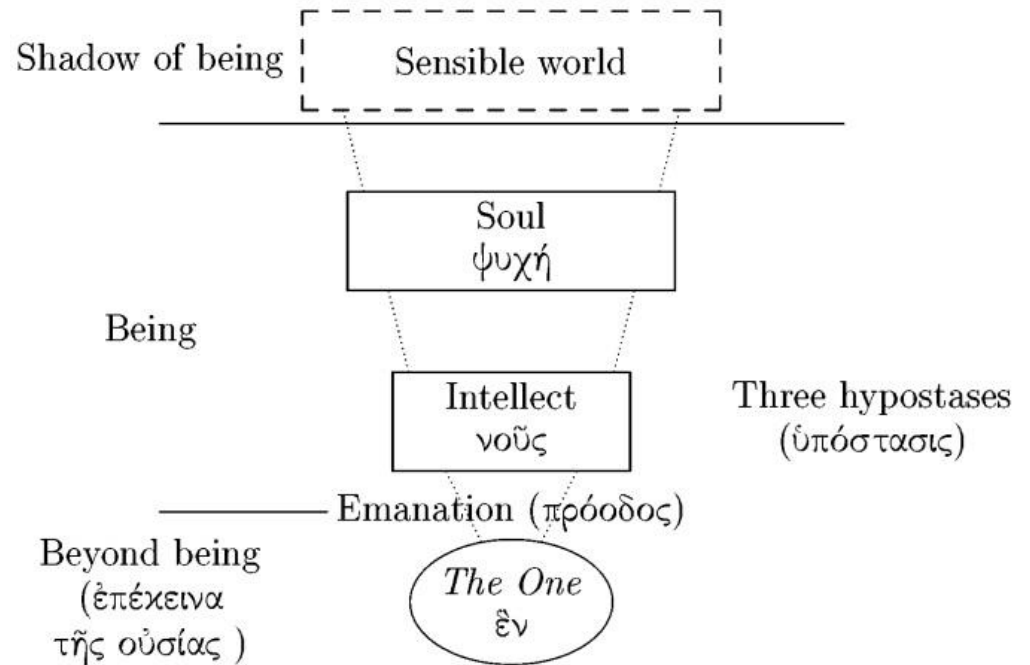 Shadow of being
Sensible world
Soul
ψυχή
Being
Intellect
νοῦς
Three hypostases
(ὑπόστασις)
Emanation (πρόοδος)
Beyond being
(ἐπέκεινα
τῆς οὐσίας )
The One
ἓν